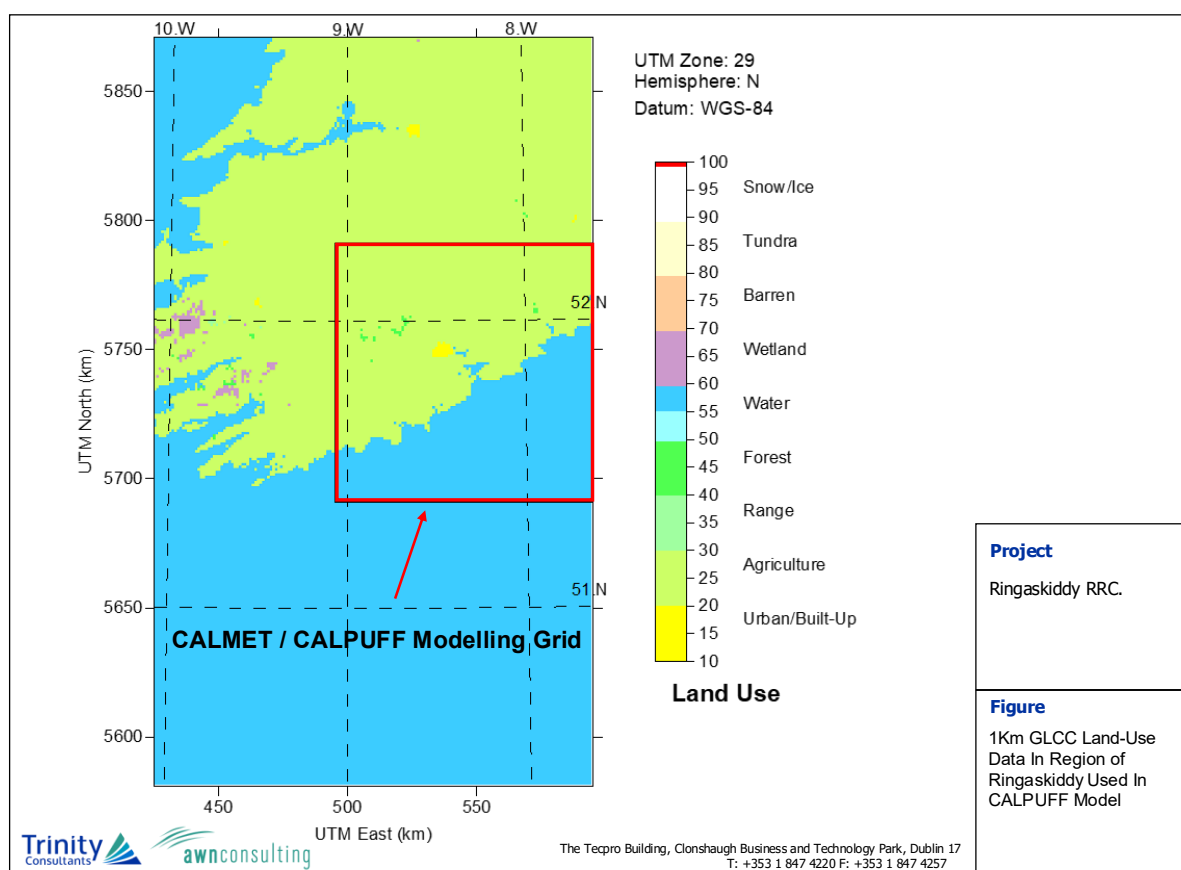 10.W 9.W 8.W
UTM Zone: 29
Hemisphere: N
Datum: WGS-84
5850
5800
5750
5700
5650
5600
UTM North (km)
52.N
51.N
CALMET / CALPUFF Modelling Grid
450 500 550
UTM East (km)
100
95 Snow/Ice
90
85 Tundra
80
75 Barren
70
65 Wetland
60
55 Water
50
45 Forest
40
35 Range
30
25 Agriculture
20
15 Urban/Built-Up
10
Land Use
Project
Ringaskiddy RRC.
Figure
1Km GLCC Land-Use
Data In Region of
Ringaskiddy Used In
CALPUFF Model
Trinity
Consultants
awnconsulting
The Tecpro Building, Clonshaugh Business and Technology Park, Dublin 17
T: +353 1 847 4220 F: +353 1 847 4257